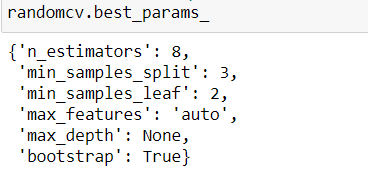 randomcv.best_params_
{'n_estimators': 8,
'min_samples_split': 3,
'min_samples_leaf': 2,
'max_features': 'auto',
'max_depth': None,
'bootstrap': True}